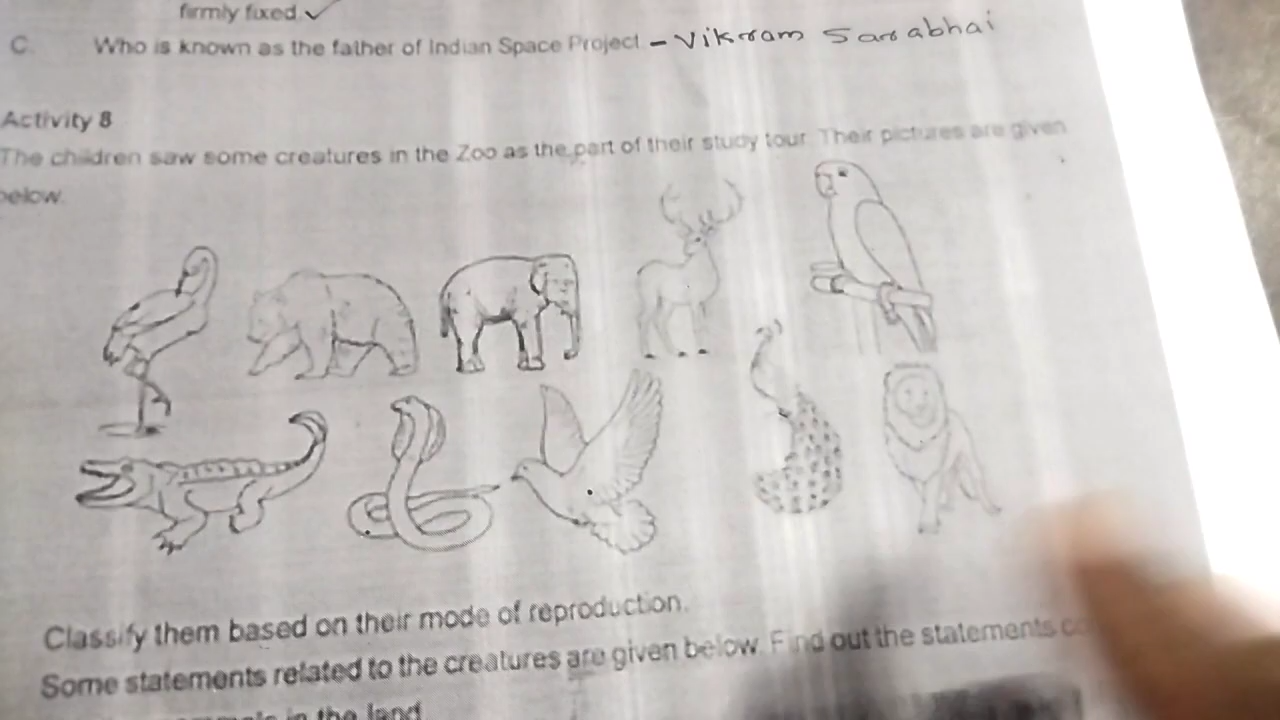 firmly fixed ✓
C. Who is known as the father of Indian Space Project - Vikram Sarabhai
Activity 8
The children saw some creatures in the Zoo as the part of their study tour. Their pictures are given
below.
Classify them based on their mode of reproduction.
Some statements related to the creatures are given below. Find out the statements
in the land